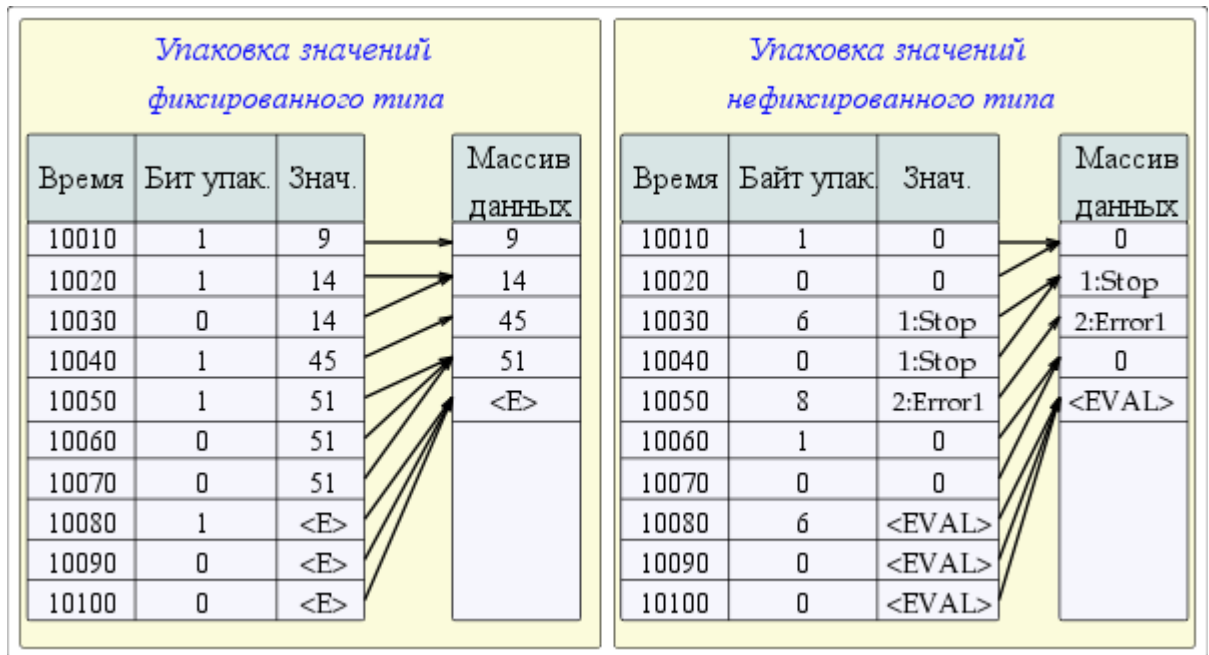 Упаковка значений
фиксированного типа
Время Бит упак. Знач. Массив данных
10010 1 9 9
10020 1 14 14
10030 0 14 45
10040 1 45 51
10050 1 51 <E>
10060 0 51
10070 0 51
10080 1 <E>
10090 0 <E>
10100 0 <E>
Упаковка значений
нефиксированного типа
Время Байт упак. Знач. Массив данных
10010 1 0 0
10020 0 0 1:Stop
10030 6 1:Stop 2:Error1
10040 0 1:Stop 0
10050 8 2:Error1 <EVAL>
10060 1 0
10070 0 0
10080 6 <EVAL>
10090 0 <EVAL>
10100 0 <EVAL>